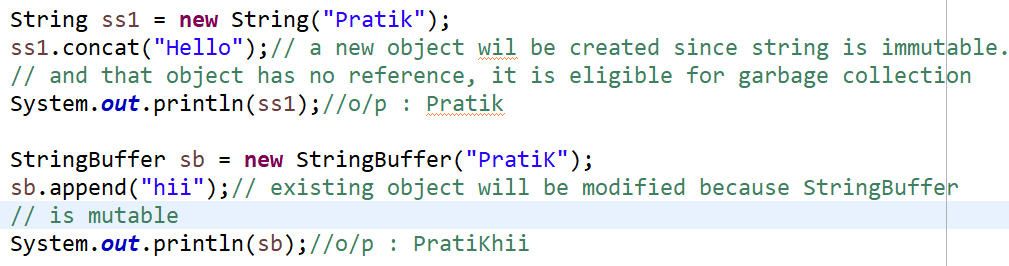 String ss1 = new String("Pratik");
ss1.concat("Hello");// a new object wil be created since string is immutable.
// and that object has no reference, it is eligible for garbage collection
System.out.println(ss1);//o/p : Pratik
StringBuffer sb = new StringBuffer("PratiK");
sb.append("hii");// existing object will be modified because StringBuffer
// is mutable
System.out.println(sb);//o/p : PratiKhii